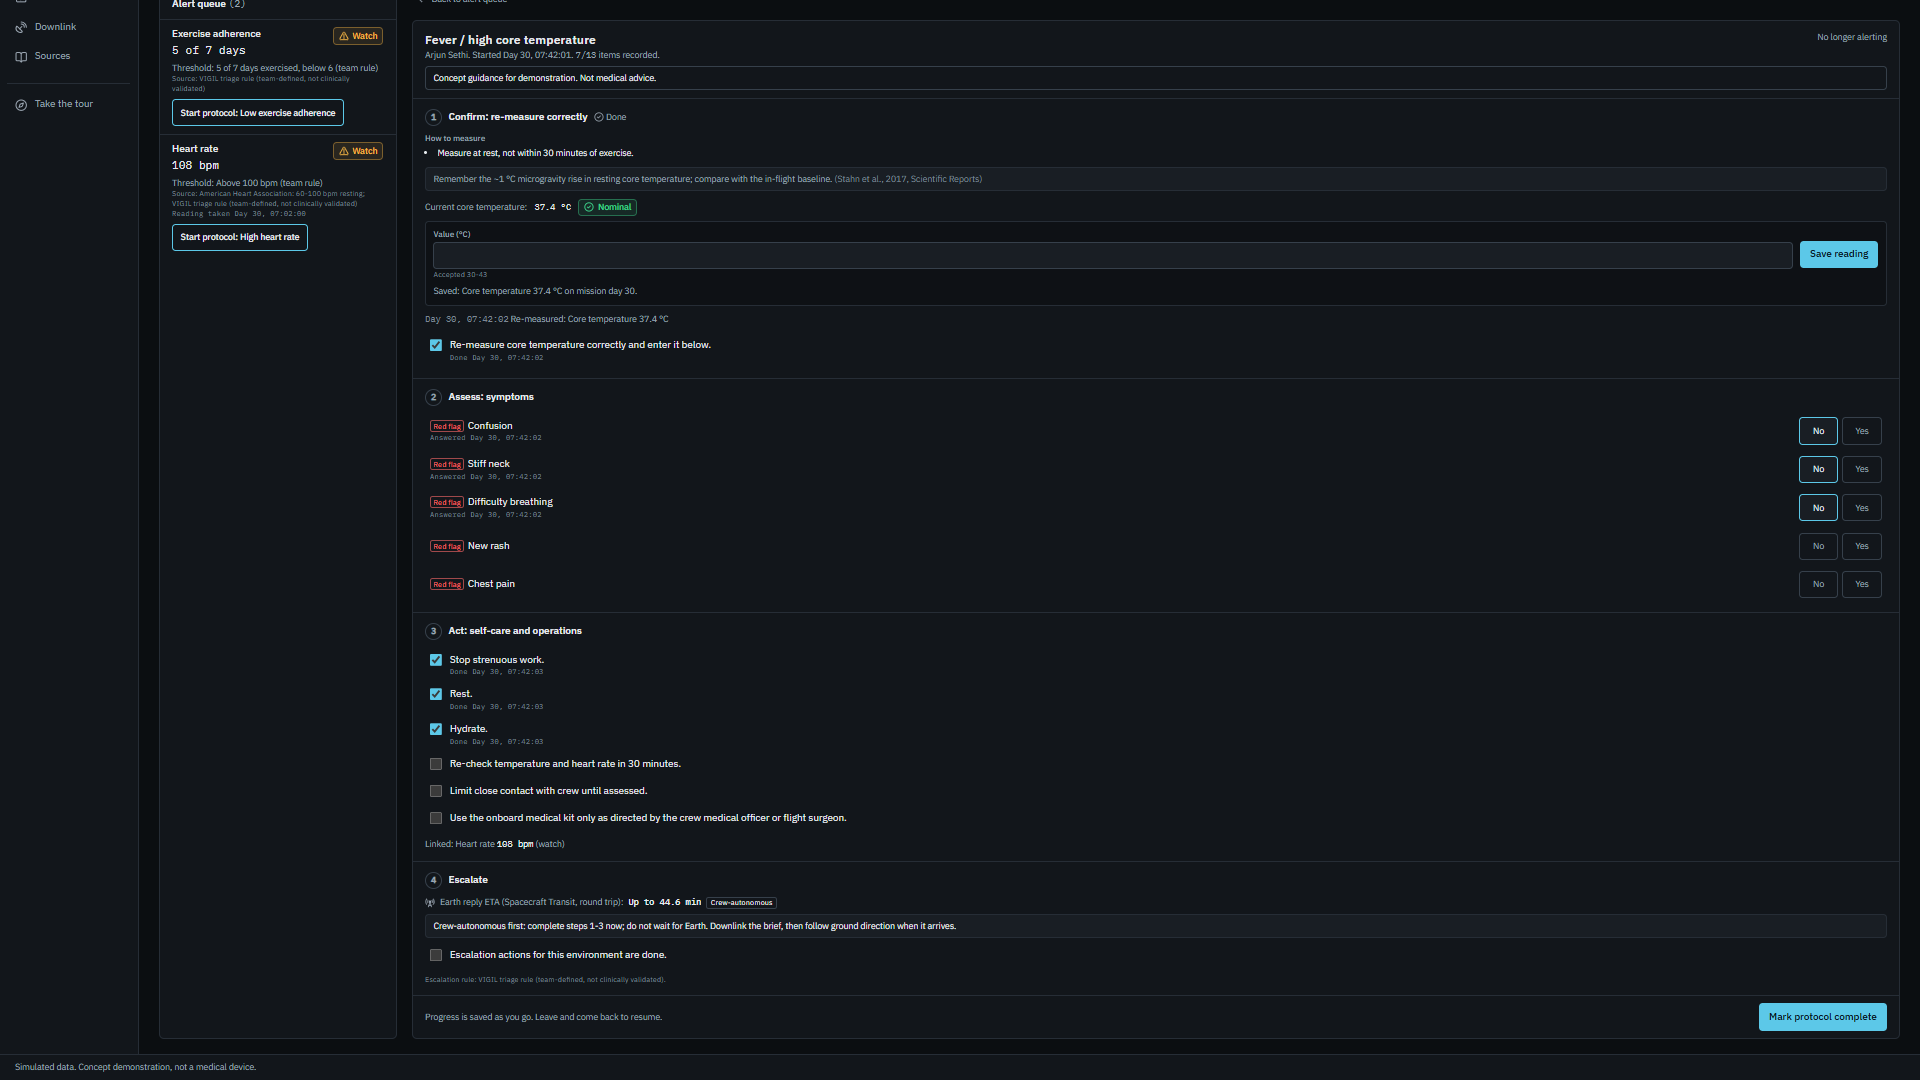 Downlink
Sources
Take the tour
Alert queue (2)
Exercise adherence
Watch
5 of 7 days
Threshold: 5 of 7 days exercised, below 6 (team rule)
Source: VIGIL triage rule (team-defined, not clinically
validated)
Start protocol: Low exercise adherence
Heart rate
Watch
108 bpm
Threshold: Above 100 bpm (team rule)
Source: American Heart Association: 60-100 bpm resting;
VIGIL triage rule (team-defined, not clinically validated)
Reading taken Day 30, 07:02:00
Start protocol: High heart rate
Back to alert queue
Fever / high core temperature
No longer alerting
Arjun Sethi. Started Day 30, 07:42:01. 7/13 items recorded.
Concept guidance for demonstration. Not medical advice.
1 Confirm: re-measure correctly Done
How to measure
• Measure at rest, not within 30 minutes of exercise.
Remember the ~1 °C microgravity rise in resting core temperature; compare with the in-flight baseline. (Stahn et al., 2017, Scientific Reports)
Current core temperature: 37.4 °C Nominal
Value (°C)
Save reading
Accepted 30-43
Saved: Core temperature 37.4 °C on mission day 30.
Day 30, 07:42:02 Re-measured: Core temperature 37.4 °C
Re-measure core temperature correctly and enter it below.
Done Day 30, 07:42:02
2 Assess: symptoms
Red flag Confusion No Yes
Answered Day 30, 07:42:02
Red flag Stiff neck No Yes
Answered Day 30, 07:42:02
Red flag Difficulty breathing No Yes
Answered Day 30, 07:42:02
Red flag New rash No Yes
Red flag Chest pain No Yes
3 Act: self-care and operations
Stop strenuous work.
Done Day 30, 07:42:03
Rest.
Done Day 30, 07:42:03
Hydrate.
Done Day 30, 07:42:03
Re-check temperature and heart rate in 30 minutes.
Limit close contact with crew until assessed.
Use the onboard medical kit only as directed by the crew medical officer or flight surgeon.
Linked: Heart rate 108 bpm (watch)
4 Escalate
Earth reply ETA (Spacecraft Transit, round trip): Up to 44.6 min Crew-autonomous
Crew-autonomous first: complete steps 1-3 now; do not wait for Earth. Downlink the brief, then follow ground direction when it arrives.
Escalation actions for this environment are done.
Escalation rule: VIGIL triage rule (team-defined, not clinically validated).
Progress is saved as you go. Leave and come back to resume.
Mark protocol complete
Simulated data. Concept demonstration, not a medical device.